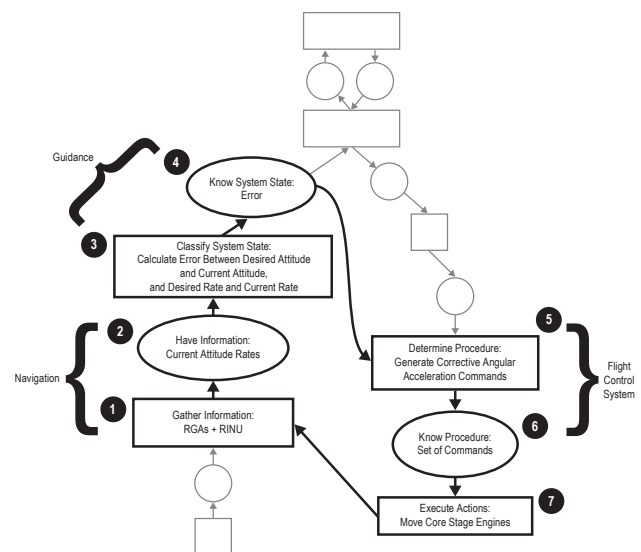 Guidance
4
Know System State:
Error
3
Classify System State:
Calculate Error Between Desired Attitude
and Current Attitude,
and Desired Rate and Current Rate
2
Have Information:
Current Attitude Rates
Navigation
1
Gather Information:
RGAs + RINU
5
Determine Procedure:
Generate Corrective Angular
Acceleration Commands
Flight
Control
System
6
Know Procedure:
Set of Commands
7
Execute Actions:
Move Core Stage Engines